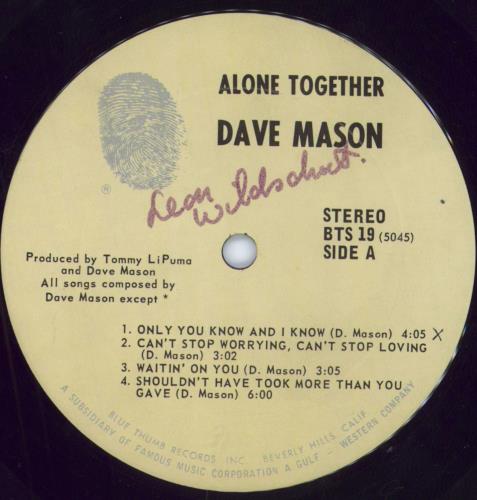 ALONE TOGETHER
DAVE MASON
Leon
Wildschut.
®
STEREO
BTS 19 (5045)
SIDE A
Produced by Tommy LiPuma
and Dave Mason
All songs composed by
Dave Mason except *
1. ONLY YOU KNOW AND I KNOW (D. Mason) 4:05 X
2. CAN'T STOP WORRYING, CAN'T STOP LOVING
(D. Mason) 3:02
3. WAITIN' ON YOU (D. Mason) 3:05
4. SHOULDN'T HAVE TOOK MORE THAN YOU
GAVE (D. Mason) 6:00
BLUE THUMB RECORDS INC. BEVERLY HILLS, CALIF
A SUBSIDIARY OF FAMOUS MUSIC CORPORATION A GULF - WESTERN COMPANY